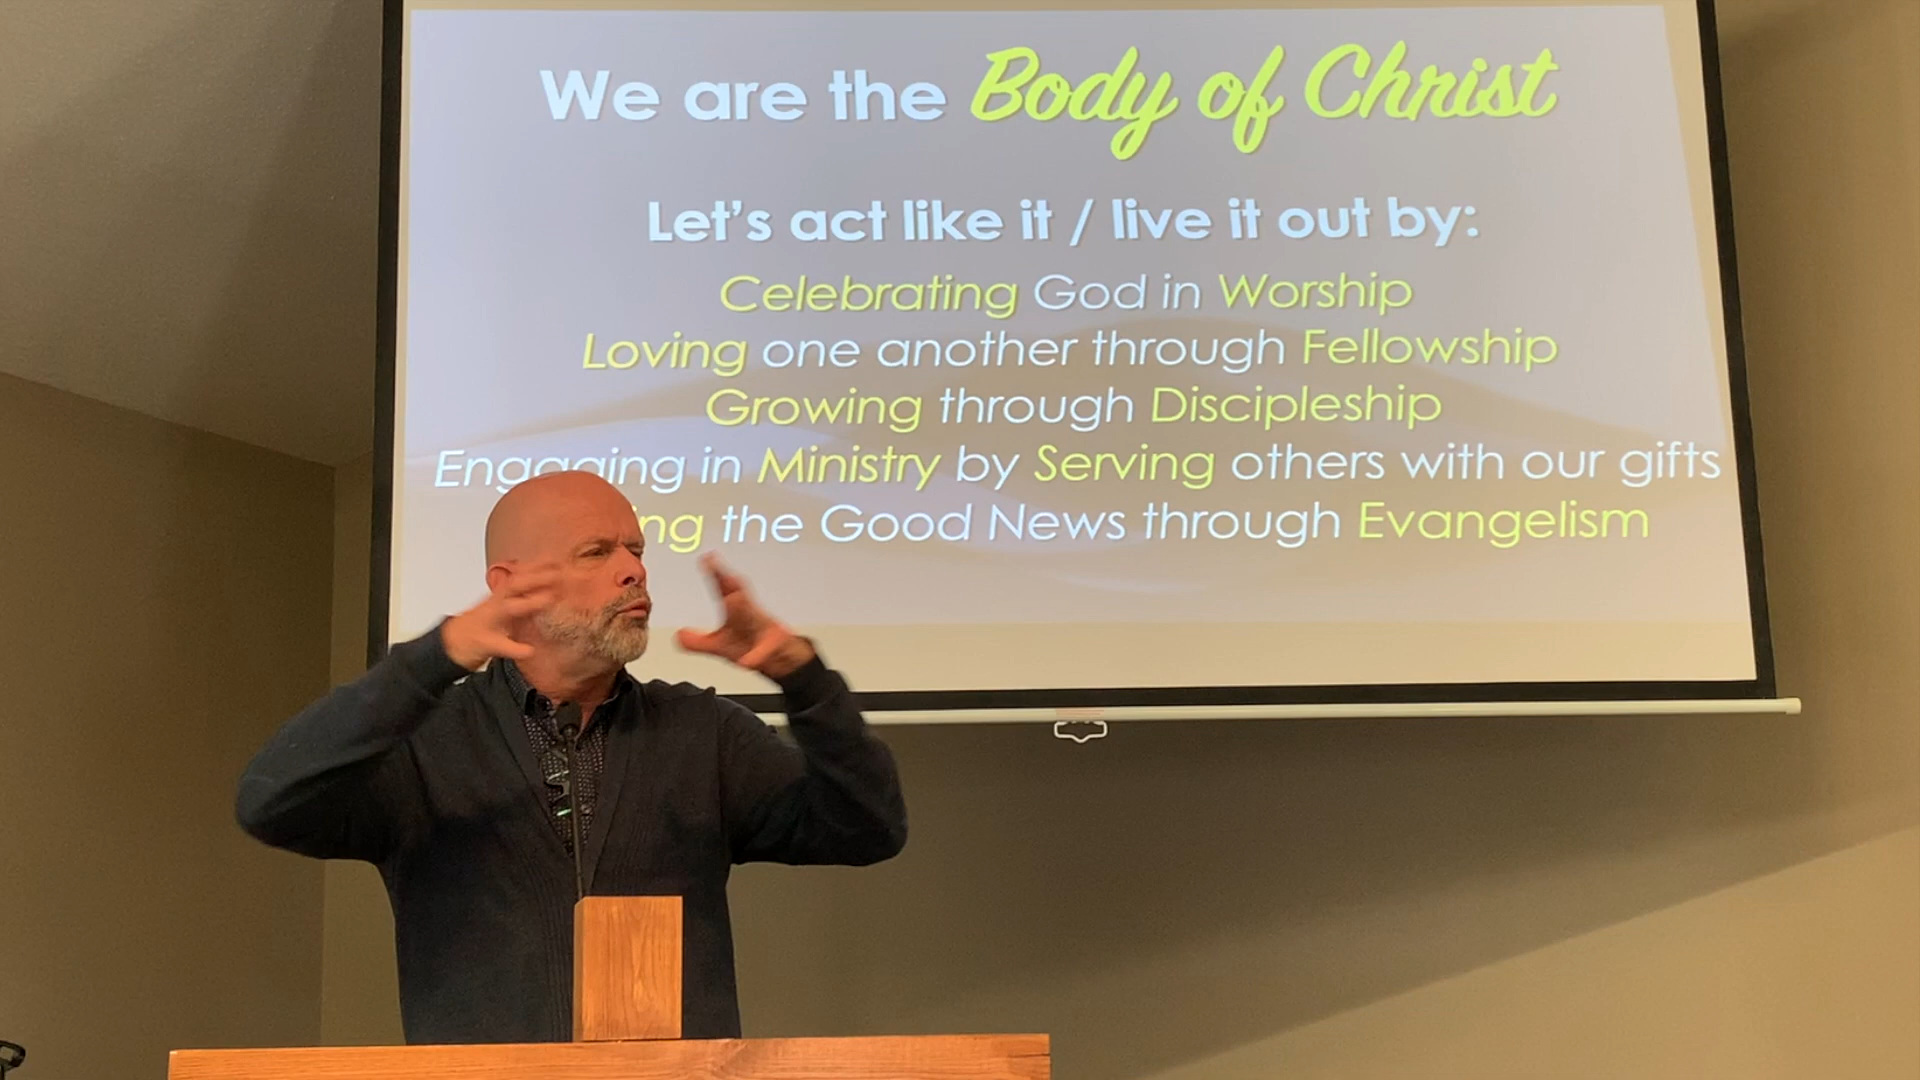 We are the Body of Christ
Let's act like it / live it out by:
Celebrating God in Worship
Loving one another through Fellowship
Growing through Discipleship
Engaging in Ministry by Serving others with our gifts
the Good News through Evangelism